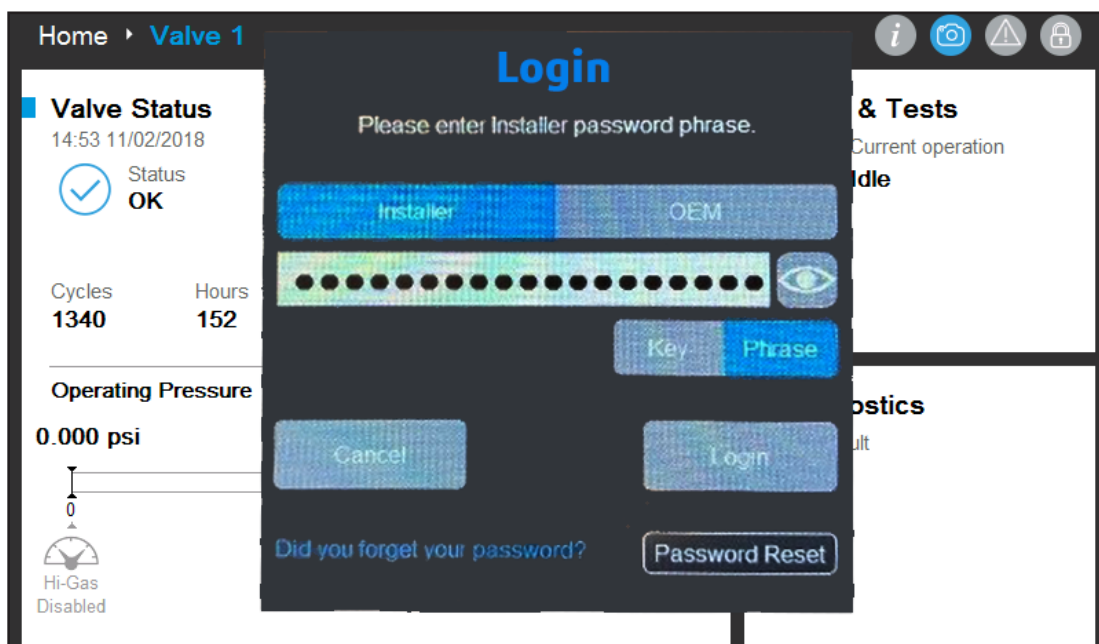 Home ‣ Valve 1
Login
Please enter Installer password phrase.
Installer OEM
Key Phrase
Cancel Login
Did you forget your password? Password Reset
Valve Status
14:53 11/02/2018
Status
OK
Cycles Hours
1340 152
Operating Pressure
0.000 psi
0
Hi-Gas
Disabled
& Tests
Current operation
Idle
ostics
ult